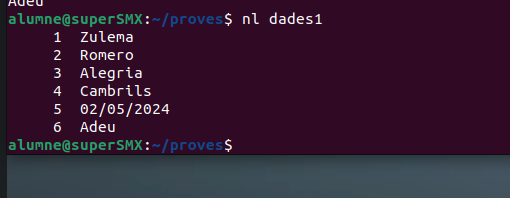 Adeu
alumne@superSMX:~/proves$ nl dades1
     1  Zulema
     2  Romero
     3  Alegria
     4  Cambrils
     5  02/05/2024
     6  Adeu
alumne@superSMX:~/proves$